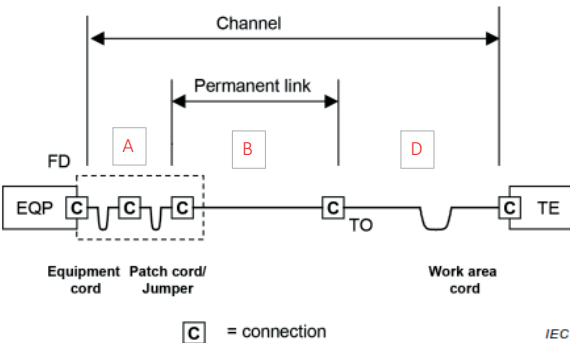 Channel
Permanent link
A
B
D
FD
EQP
C
C
C
C
C
TE
TO
Equipment
cord
Patch cord/
Jumper
Work area
cord
C = connection
IEC